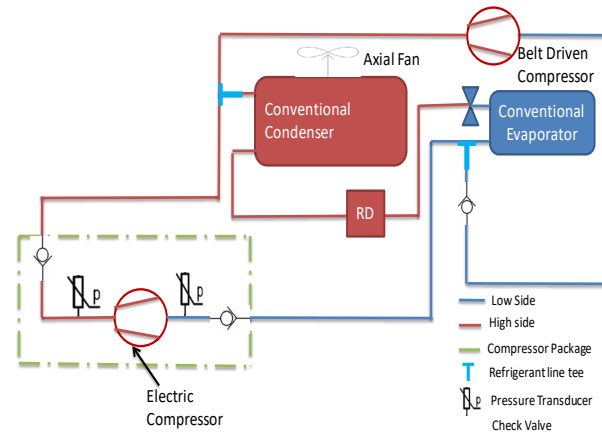 Axial Fan
Belt Driven
Compressor
Conventional
Condenser
Conventional
Evaporator
RD
p
p
Electric
Compressor
Low Side
High side
Compressor Package
Refrigerant line tee
p
Pressure Transducer
Check Valve